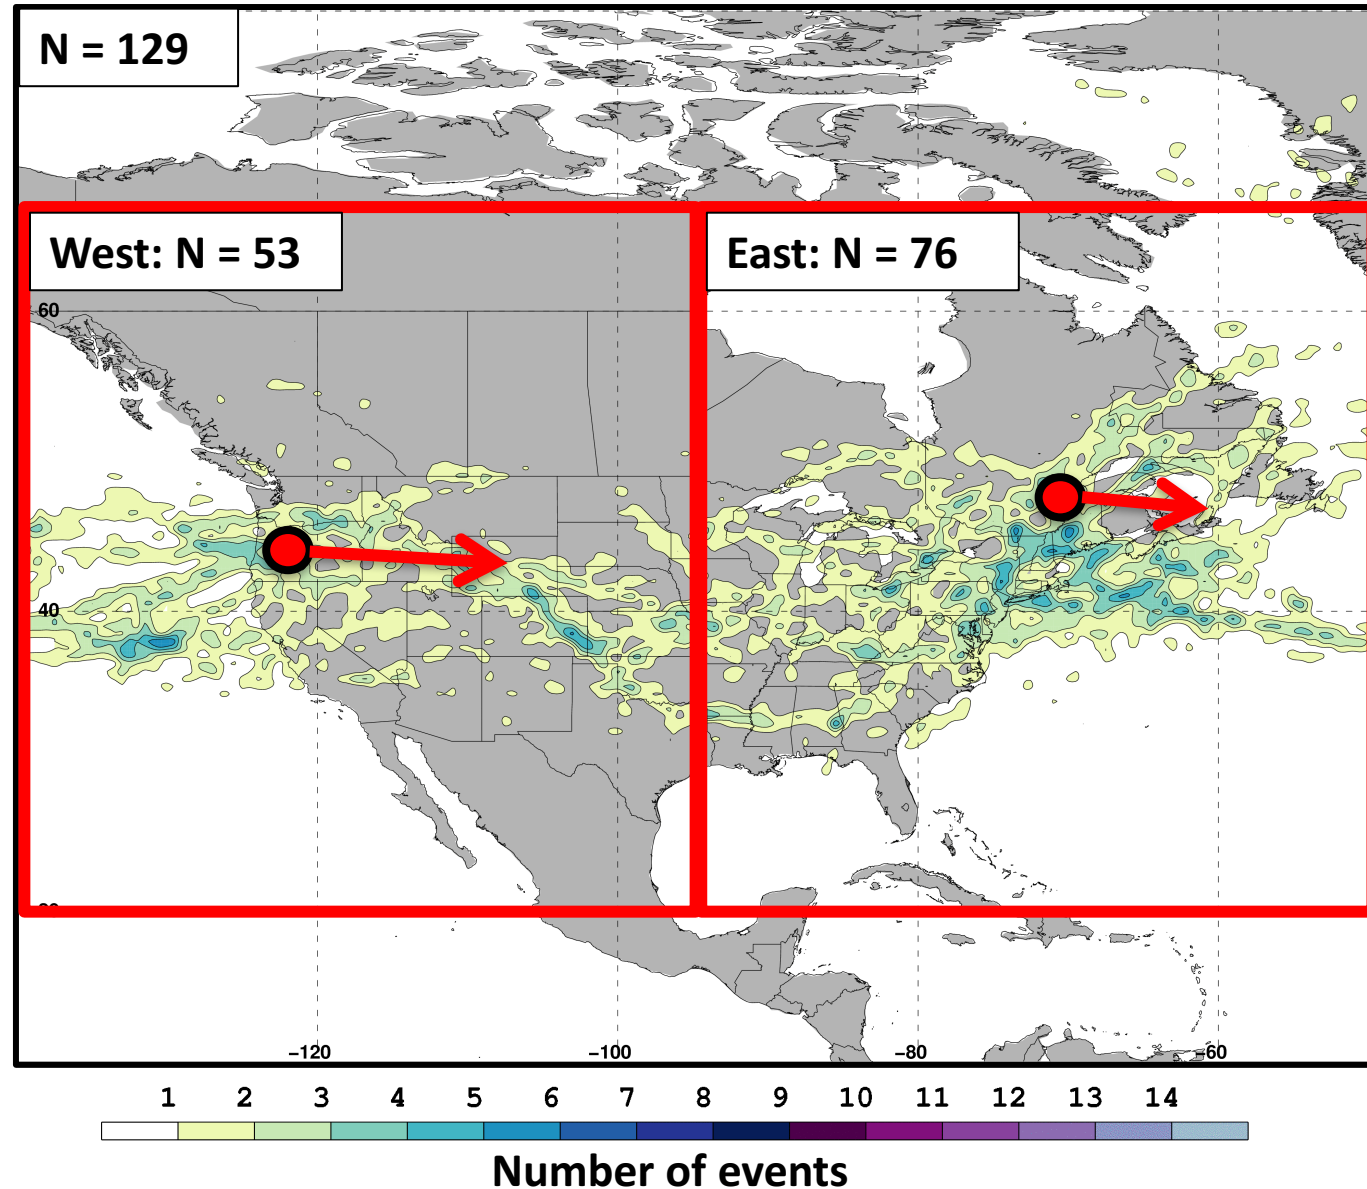 N = 129
West: N = 53
East: N = 76
60
40
-120 -100 -80 -60
1 2 3 4 5 6 7 8 9 10 11 12 13 14
Number of events